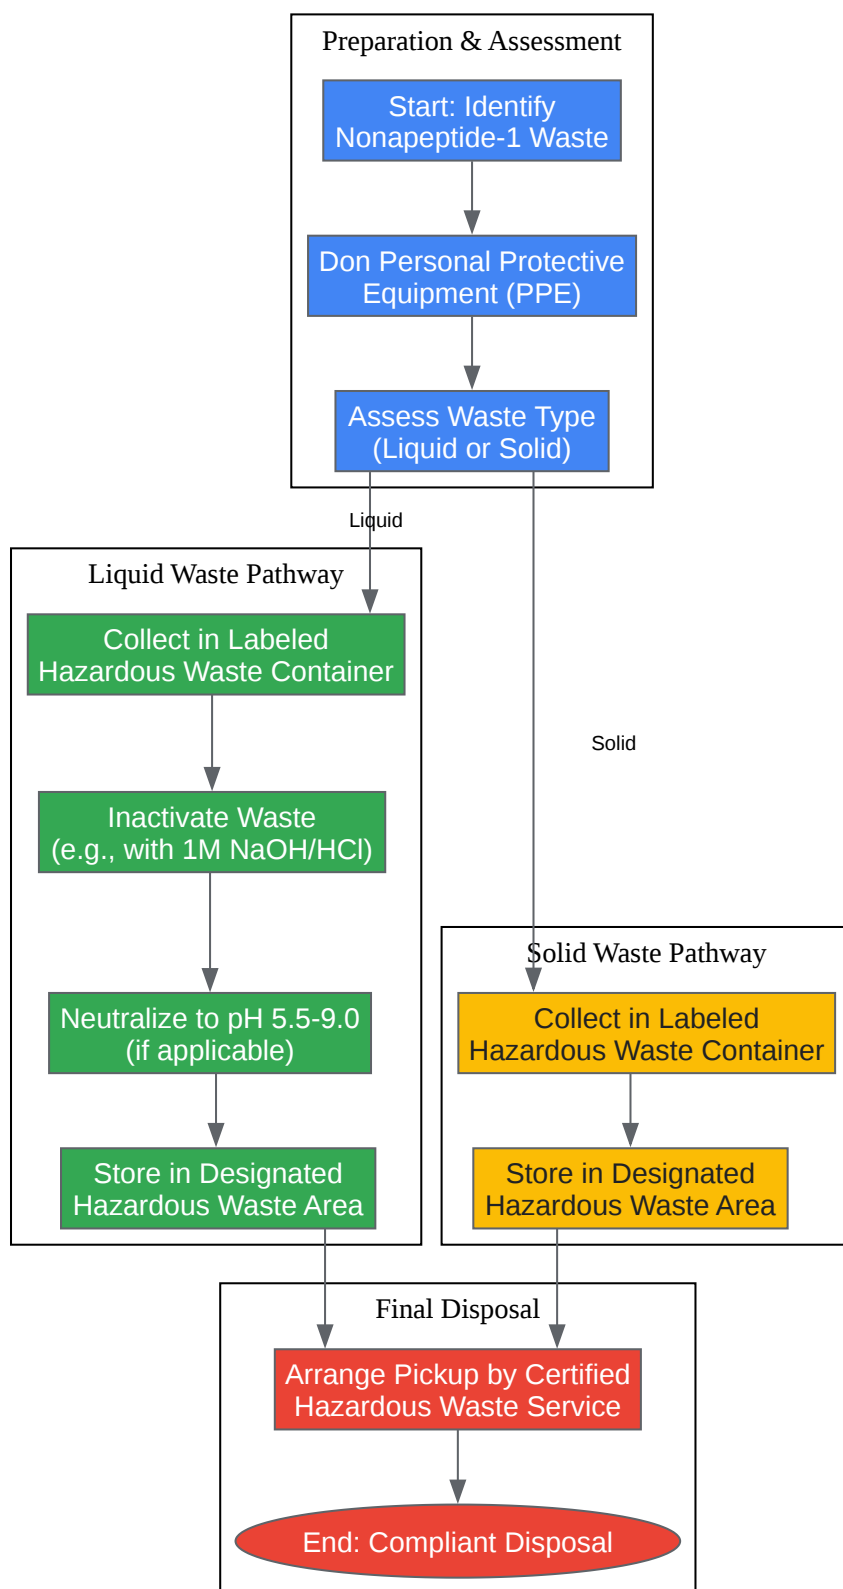 Preparation & Assessment
Start: Identify
Nonapeptide-1 Waste
Don Personal Protective
Equipment (PPE)
Assess Waste Type
(Liquid or Solid)
Liquid
Liquid Waste Pathway
Collect in Labeled
Hazardous Waste Container
Inactivate Waste
(e.g., with 1M NaOH/HCl)
Neutralize to pH 5.5-9.0
(if applicable)
Store in Designated
Hazardous Waste Area
Solid
Solid Waste Pathway
Collect in Labeled
Hazardous Waste Container
Store in Designated
Hazardous Waste Area
Final Disposal
Arrange Pickup by Certified
Hazardous Waste Service
End: Compliant Disposal